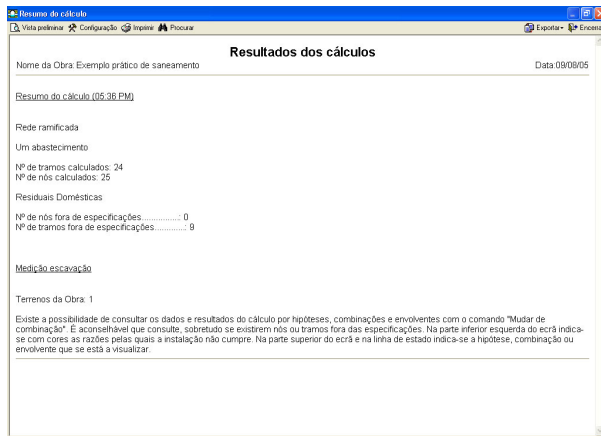 Resumo do cálculo
Vista preliminar Configuração Imprimir Procurar Exportar
Resultados dos cálculos
Nome da Obra: Exemplo prático de saneamento Data:09/08/05
Resumo do cálculo (05:36 PM)
Rede ramificada
Um abastecimento
Nº de tramos calculados: 24
Nº de nós calculados: 25
Residuais Domésticas
Nº de nós fora de especificações................: 0
Nº de tramos fora de especificações.............: 9
Medição escavação
Terrenos da Obra: 1
Existe a possibilidade de consultar os dados e resultados do cálculo por hipóteses, combinações e envolventes com o comando "Mudar de
combinação". É aconselhável que consulte, sobretudo se existirem nós ou tramos fora das especificações. Na parte inferior esquerda do ecrã indica-
se com cores as razões pelas quais a instalação não cumpre. Na parte superior do ecrã e na linha de estado indica-se a hipótese, combinação ou
envolvente que se está a visualizar.